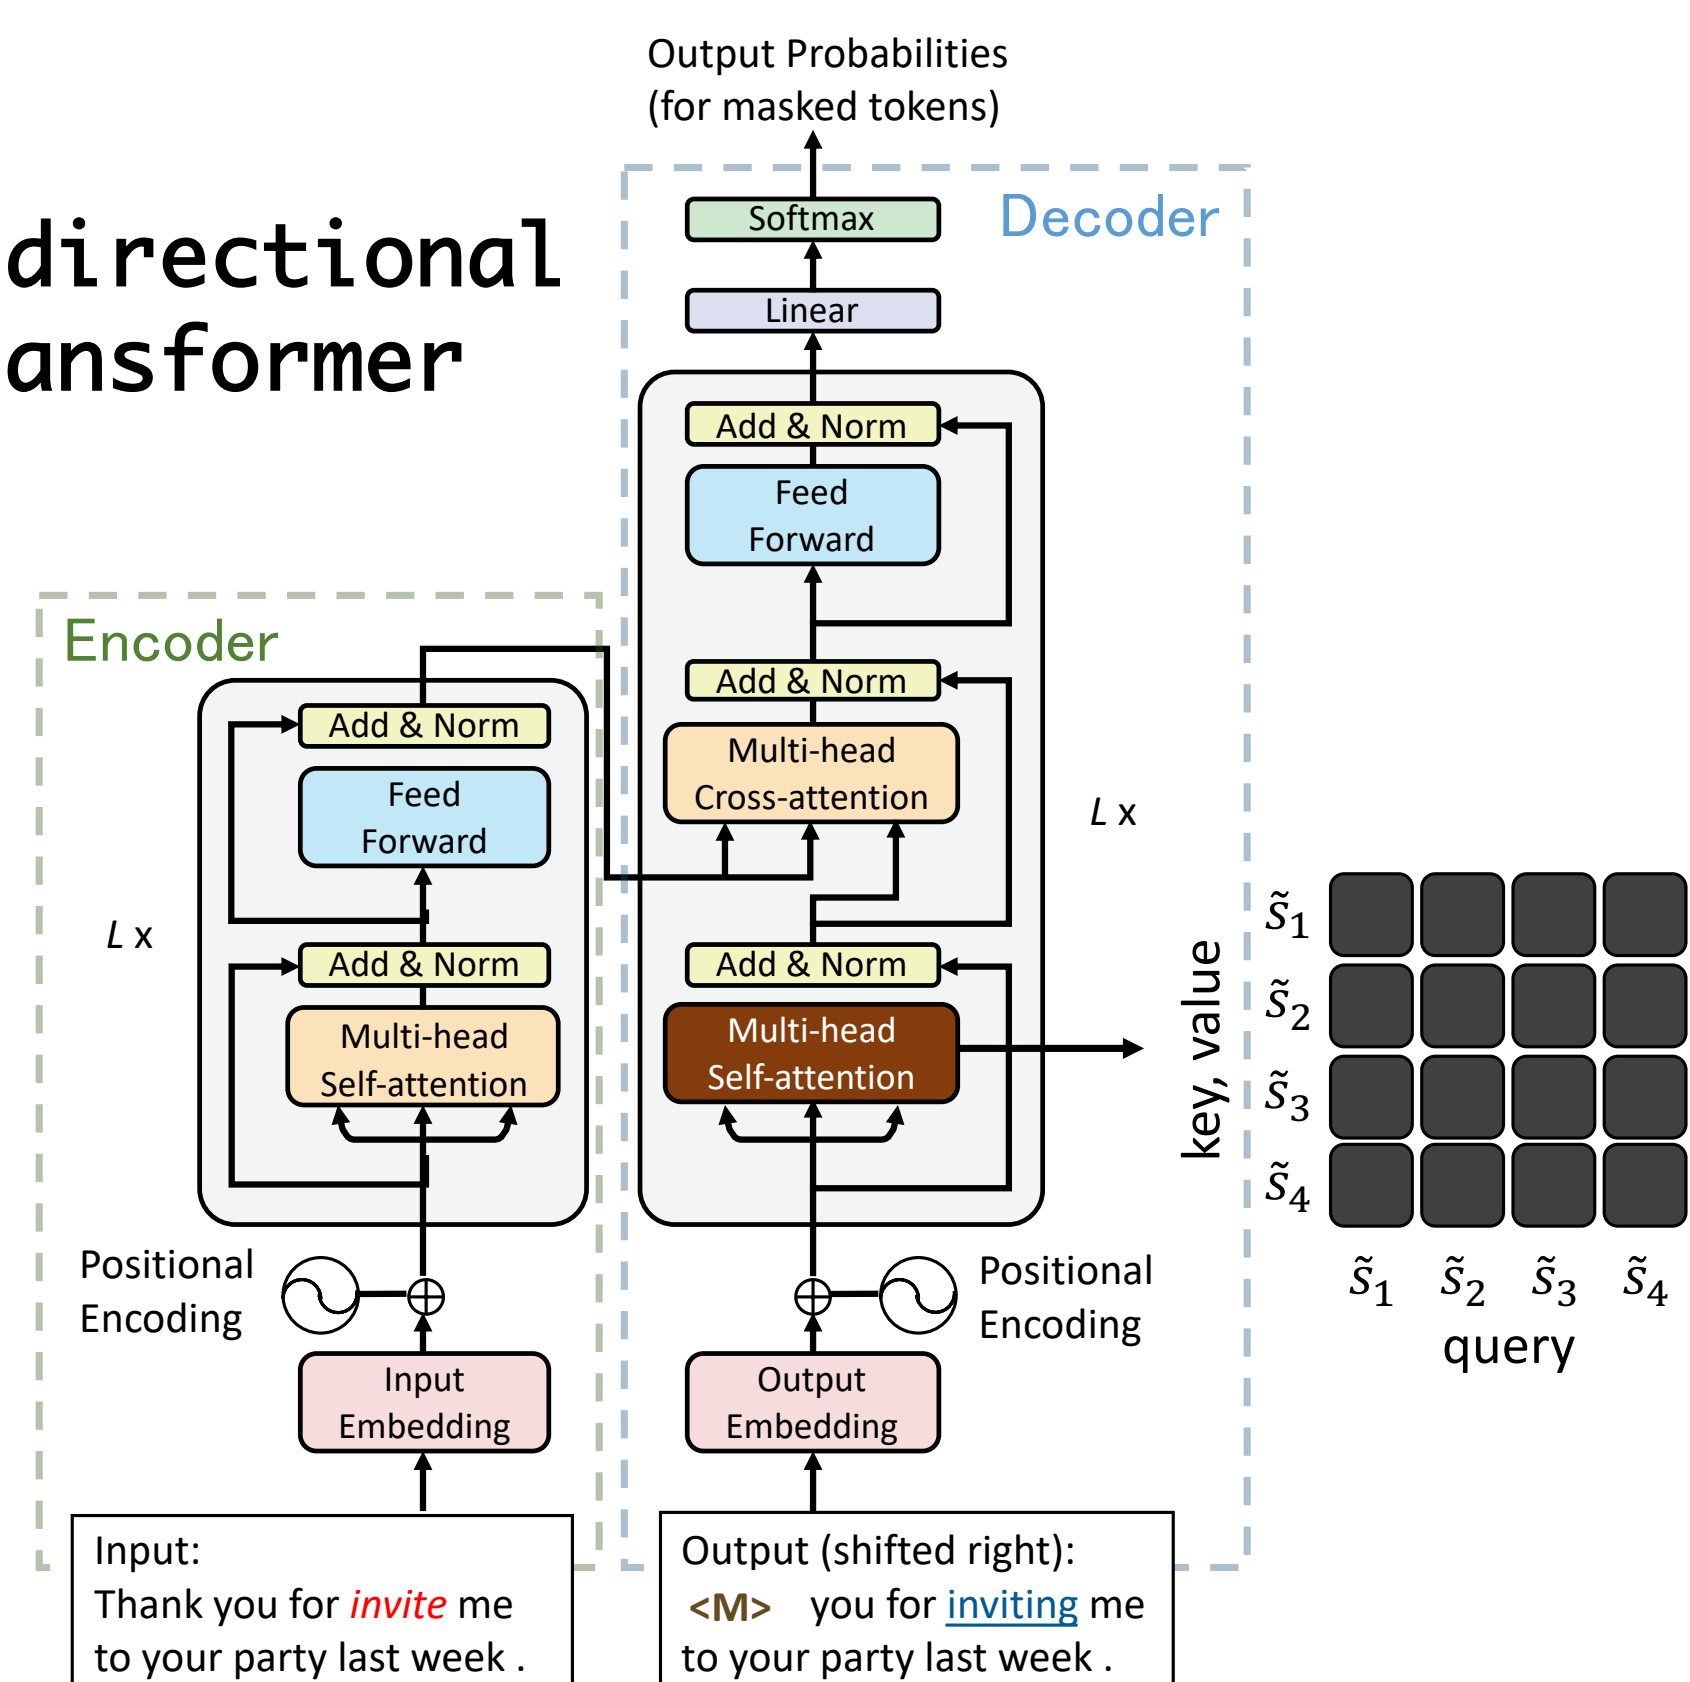 Output Probabilities
(for masked tokens)
directional
ansformer
Decoder
Softmax
Linear
Add & Norm
Feed
Forward
Add & Norm
Multi-head
Cross-attention
L x
Add & Norm
Multi-head
Self-attention
Positional
Encoding
Output
Embedding
Output (shifted right):
<M> you for inviting me
to your party last week .
Encoder
Add & Norm
Feed
Forward
L x
Add & Norm
Multi-head
Self-attention
Positional
Encoding
Input
Embedding
Input:
Thank you for invite me
to your party last week .
key, value
s̃1
s̃2
s̃3
s̃4
s̃1 s̃2 s̃3 s̃4
query